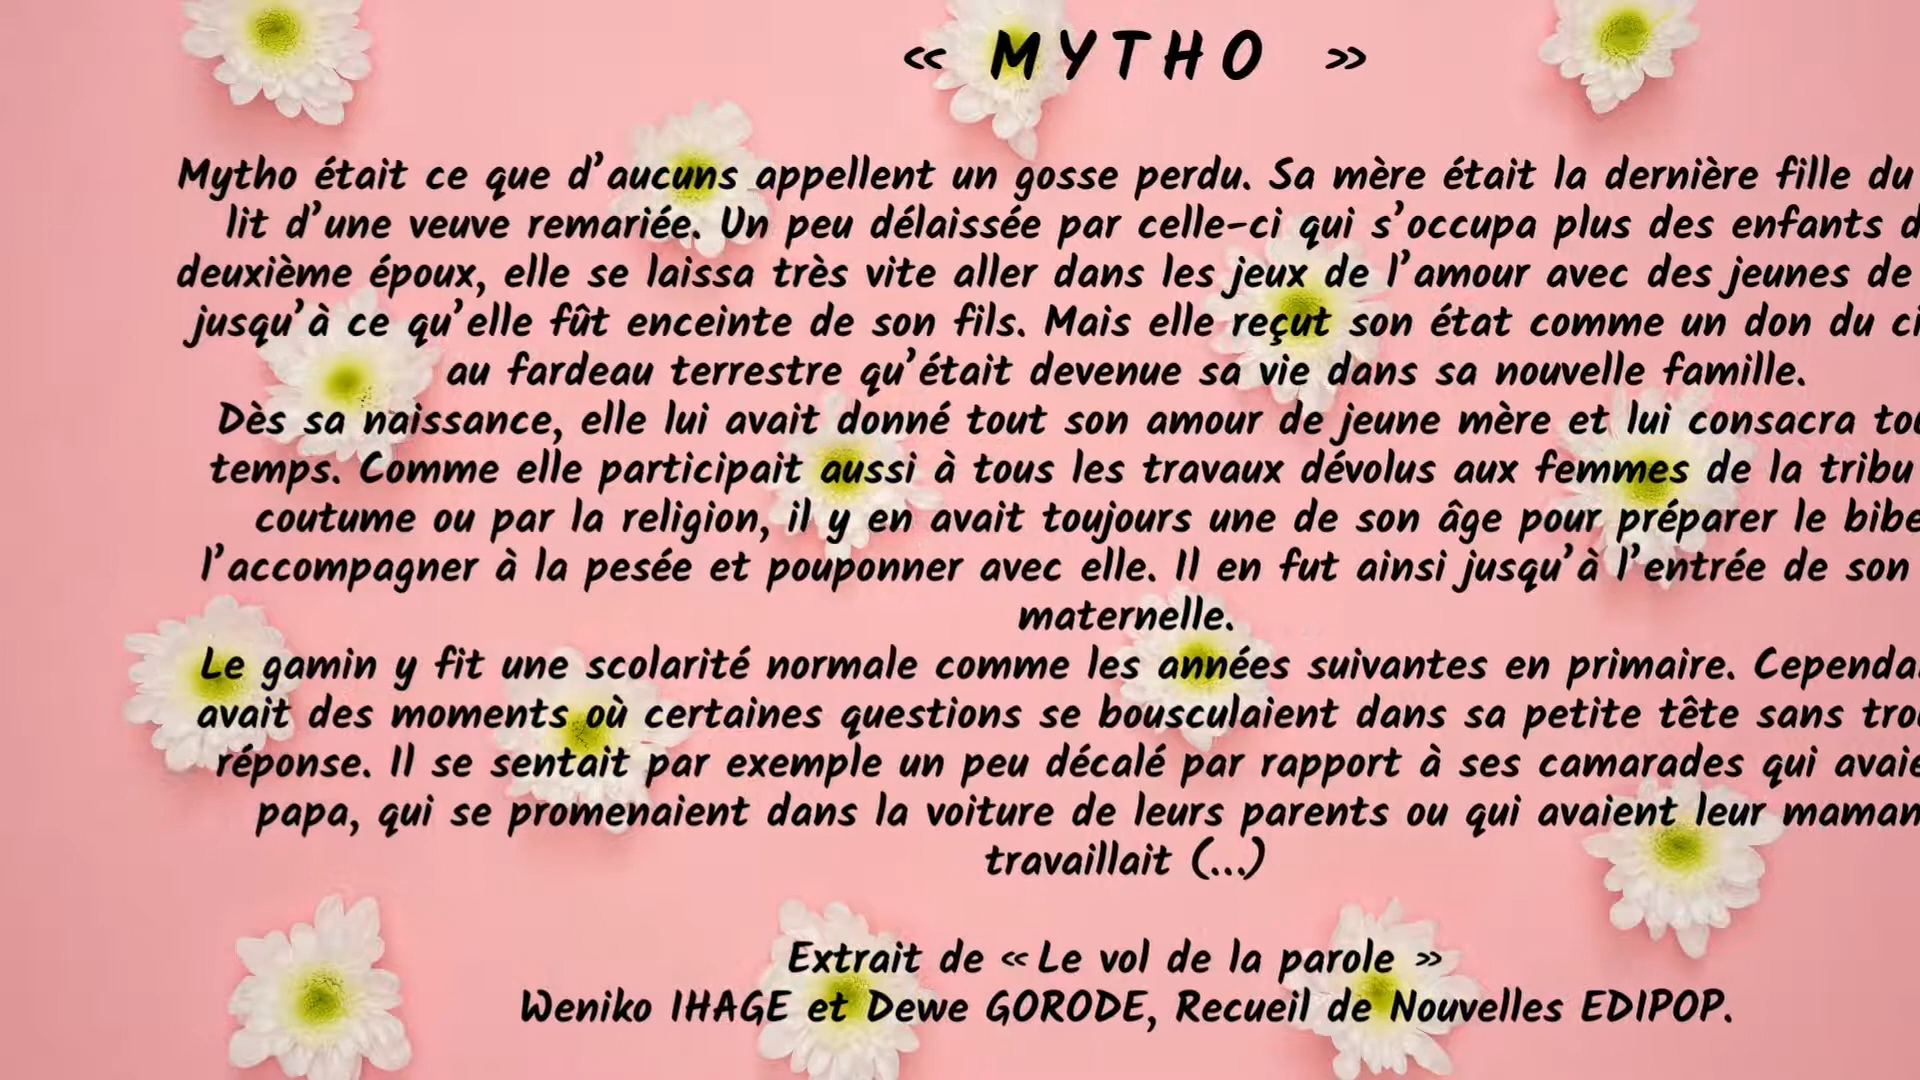 « MYTHO »
Mytho était ce que d’aucuns appellent un gosse perdu. Sa mère était la dernière fille du
lit d’une veuve remariée. Un peu délaissée par celle-ci qui s’occupa plus des enfants
deuxième époux, elle se laissa très vite aller dans les jeux de l’amour avec des jeunes de
jusqu’à ce qu’elle fût enceinte de son fils. Mais elle reçut son état comme un don du
au fardeau terrestre qu’était devenue sa vie dans sa nouvelle famille.
Dès sa naissance, elle lui avait donné tout son amour de jeune mère et lui consacra
temps. Comme elle participait aussi à tous les travaux dévolus aux femmes de la tribu
coutume ou par la religion, il y en avait toujours une de son âge pour préparer le
l’accompagner à la pesée et pouponner avec elle. Il en fut ainsi jusqu’à l’entrée de son
maternelle.
Le gamin y fit une scolarité normale comme les années suivantes en primaire.
avait des moments où certaines questions se bousculaient dans sa petite tête sans
réponse. Il se sentait par exemple un peu décalé par rapport à ses camarades qui
papa, qui se promenaient dans la voiture de leurs parents ou qui avaient leur maman
travaillait (...)
Extrait de « Le vol de la parole »
Weniko IHAGE et Dewe GORODE, Recueil de Nouvelles EDIPOP.